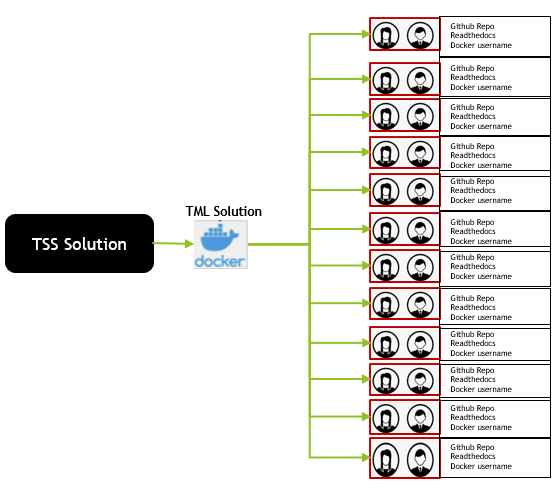 TSS Solution
TML Solution
docker
Github Repo
Readthedocs
Docker username
Github Repo
Readthedocs
Docker username
Github Repo
Readthedocs
Docker username
Github Repo
Readthedocs
Docker username
Github Repo
Readthedocs
Docker username
Github Repo
Readthedocs
Docker username
Github Repo
Readthedocs
Docker username
Github Repo
Readthedocs
Docker username
Github Repo
Readthedocs
Docker username
Github Repo
Readthedocs
Docker username
Github Repo
Readthedocs
Docker username
Github Repo
Readthedocs
Docker username